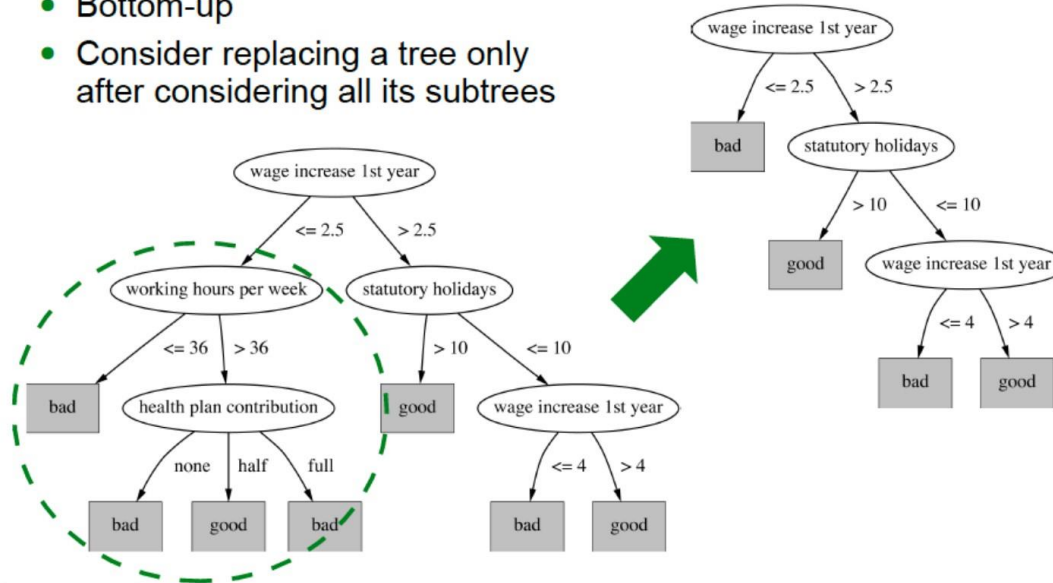 Bottom-up
Consider replacing a tree only
after considering all its subtrees
wage increase 1st year
<= 2.5 > 2.5
working hours per week statutory holidays
<= 36 > 36 > 10 <= 10
bad health plan contribution good wage increase 1st year
none half full <= 4 > 4
bad good bad bad good
wage increase 1st year
<= 2.5 > 2.5
bad statutory holidays
> 10 <= 10
good wage increase 1st year
<= 4 > 4
bad good